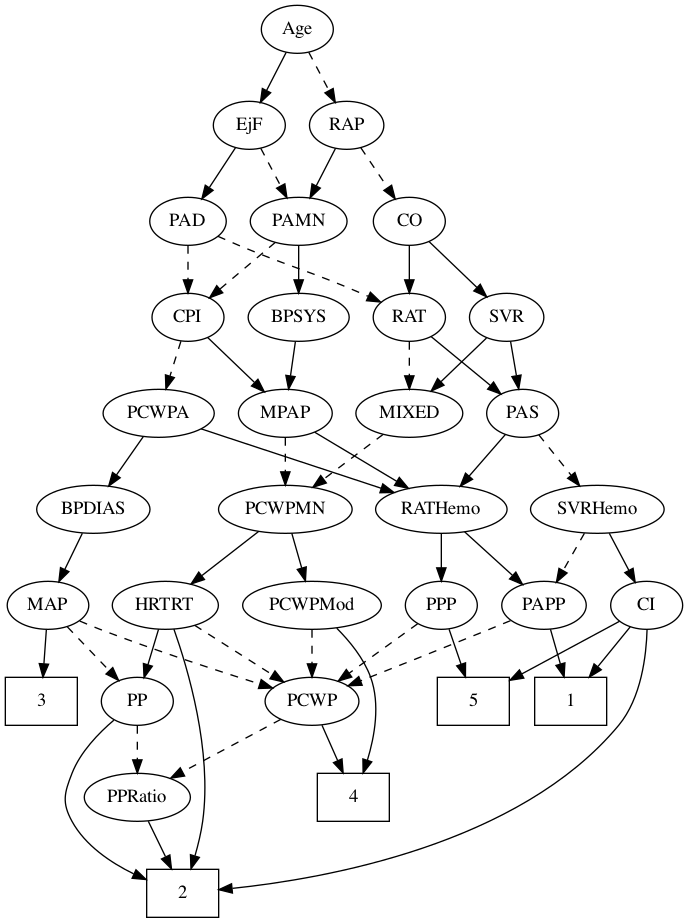 Age
EjF RAP
PAD PAMN CO
CPI BPSYS RAT SVR
PCWPA MPAP MIXED PAS
BPDIAS PCWPMN RATHemo SVRHemo
MAP HRTRT PCWPMod PPP PAPP CI
3 PP PCWP 5 1
PPRatio 4
2